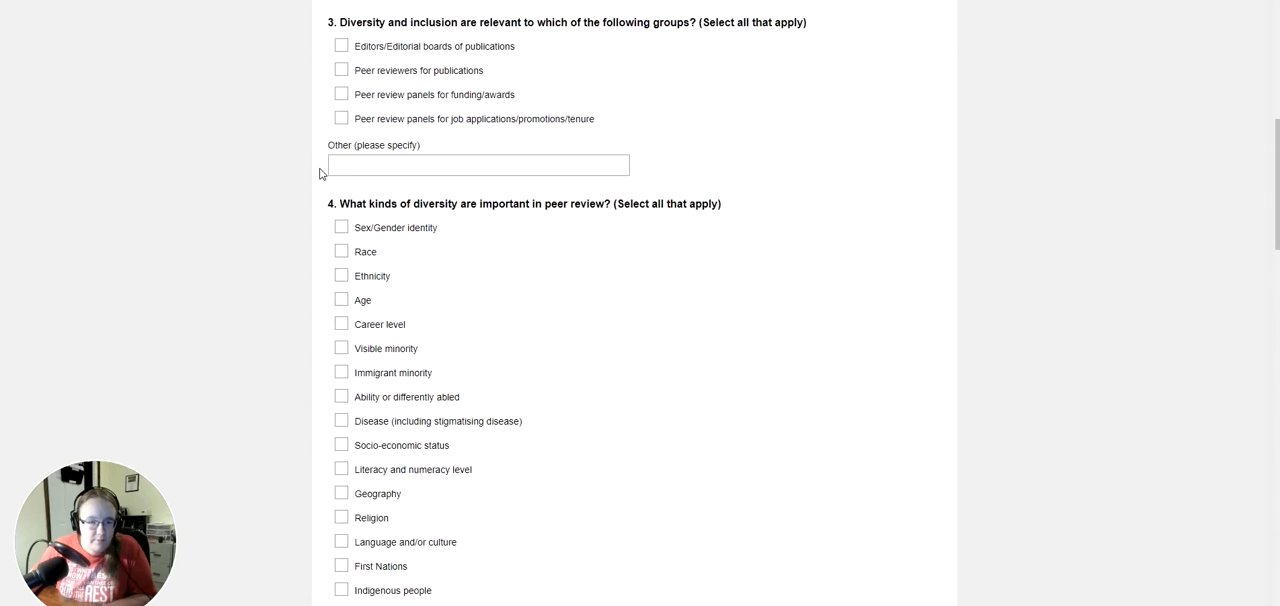 3. Diversity and inclusion are relevant to which of the following groups? (Select all that apply)
Editors/Editorial boards of publications
Peer reviewers for publications
Peer review panels for funding/awards
Peer review panels for job applications/promotions/tenure
Other (please specify)
4. What kinds of diversity are important in peer review? (Select all that apply)
Sex/Gender identity
Race
Ethnicity
Age
Career level
Visible minority
Immigrant minority
Ability or differently abled
Disease (including stigmatising disease)
Socio-economic status
Literacy and numeracy level
Geography
Religion
Language and/or culture
First Nations
Indigenous people
REST